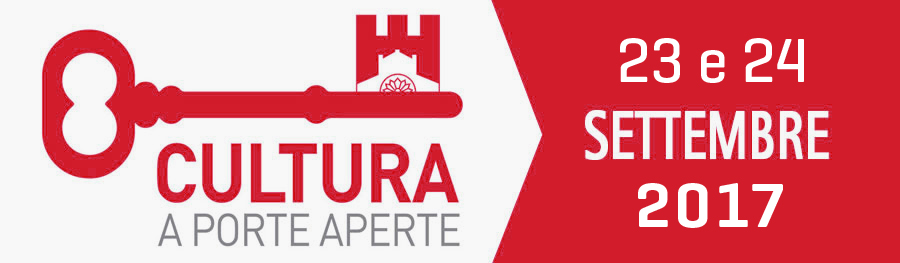 CULTURA
A PORTE APERTE
23 e 24
SETTEMBRE
2017